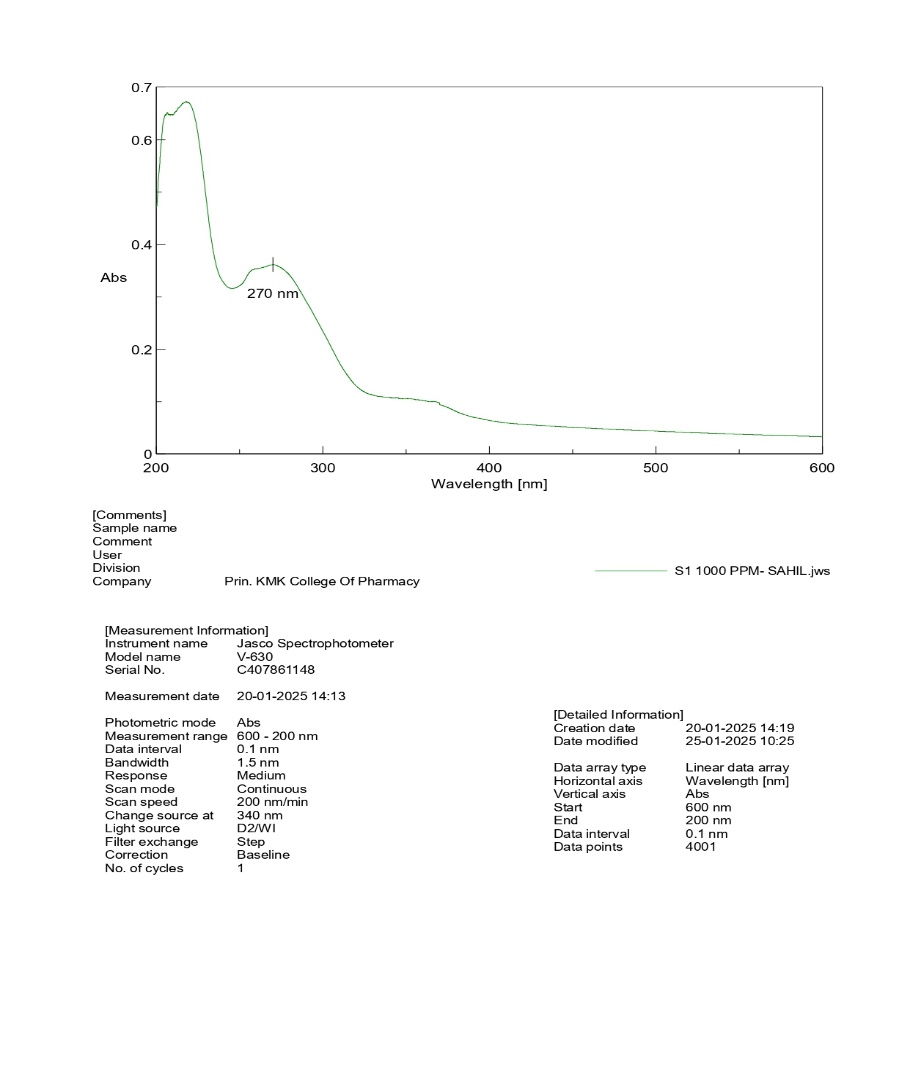 0.7
0.6
0.4
Abs
270 nm
0.2
0
200 300 400 500 600
Wavelength [nm]
[Comments]
Sample name
Comment
User
Division
Company Prin. KMK College Of Pharmacy
S1 1000 PPM- SAHIL.jws
[Measurement Information]
Instrument name Jasco Spectrophotometer
Model name V-630
Serial No. C407861148
Measurement date 20-01-2025 14:13
Photometric mode Abs
Measurement range 600 - 200 nm
Data interval 0.1 nm
Bandwidth 1.5 nm
Response Medium
Scan mode Continuous
Scan speed 200 nm/min
Change source at 340 nm
Light source D2/WI
Filter exchange Step
Correction Baseline
No. of cycles 1
[Detailed Information]
Creation date 20-01-2025 14:19
Date modified 25-01-2025 10:25
Data array type Linear data array
Horizontal axis Wavelength [nm]
Vertical axis Abs
Start 600 nm
End 200 nm
Data interval 0.1 nm
Data points 4001